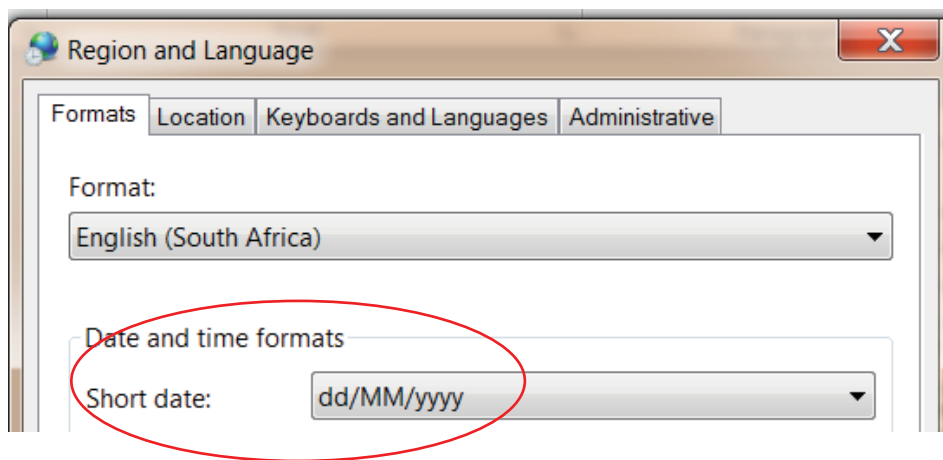 Region and Language
Formats Location Keyboards and Languages Administrative
Format:
English (South Africa)
Date and time formats
Short date: dd/MM/yyyy